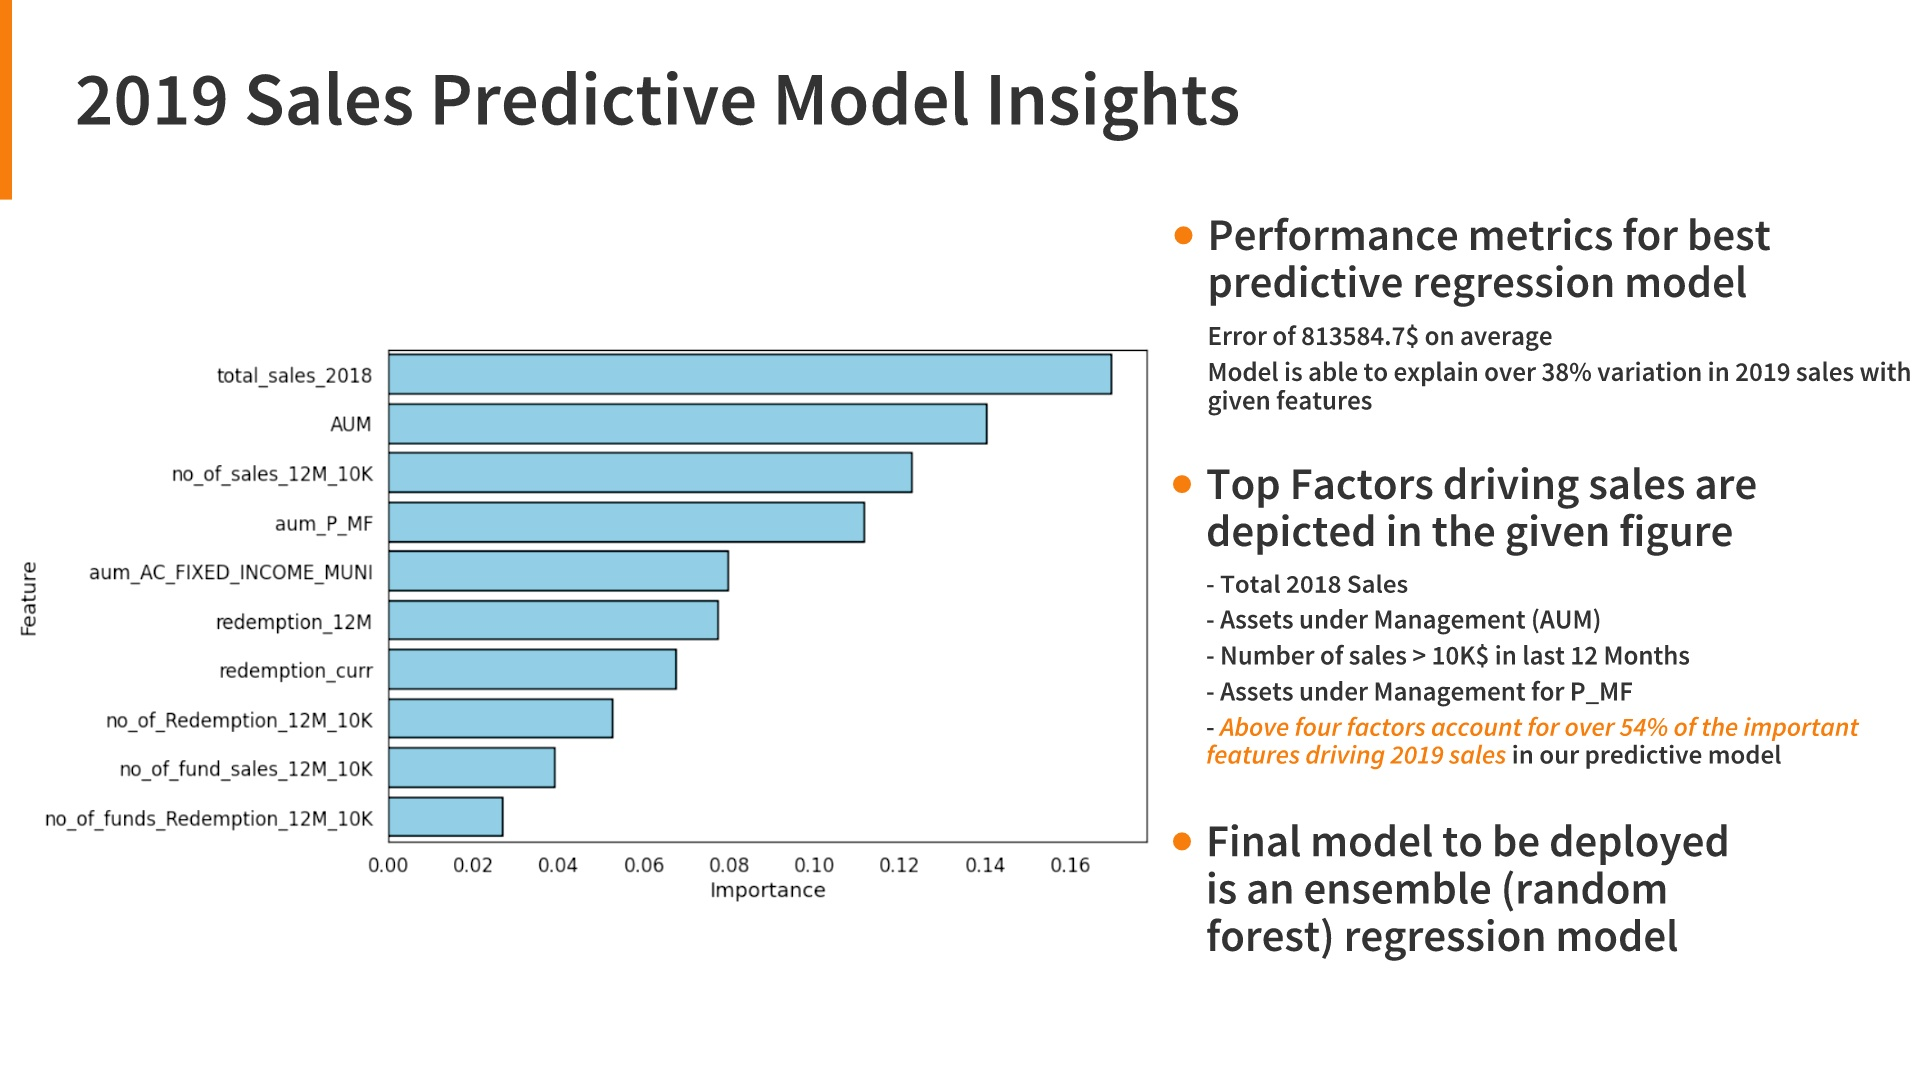 2019 Sales Predictive Model Insights
total_sales_2018
AUM
no_of_sales_12M_10K
aum_P_MF
aum_AC_FIXED_INCOME_MUNI
redemption_12M
redemption_curr
no_of_Redemption_12M_10K
no_of_fund_sales_12M_10K
no_of_funds_Redemption_12M_10K
Feature
0.00 0.02 0.04 0.06 0.08 0.10 0.12 0.14 0.16
Importance
Performance metrics for best
predictive regression model
Error of 813584.7$ on average
Model is able to explain over 38% variation in 2019 sales with
given features
Top Factors driving sales are
depicted in the given figure
- Total 2018 Sales
- Assets under Management (AUM)
- Number of sales > 10K$ in last 12 Months
- Assets under Management for P_MF
- Above four factors account for over 54% of the important
features driving 2019 sales in our predictive model
Final model to be deployed
is an ensemble (random
forest) regression model